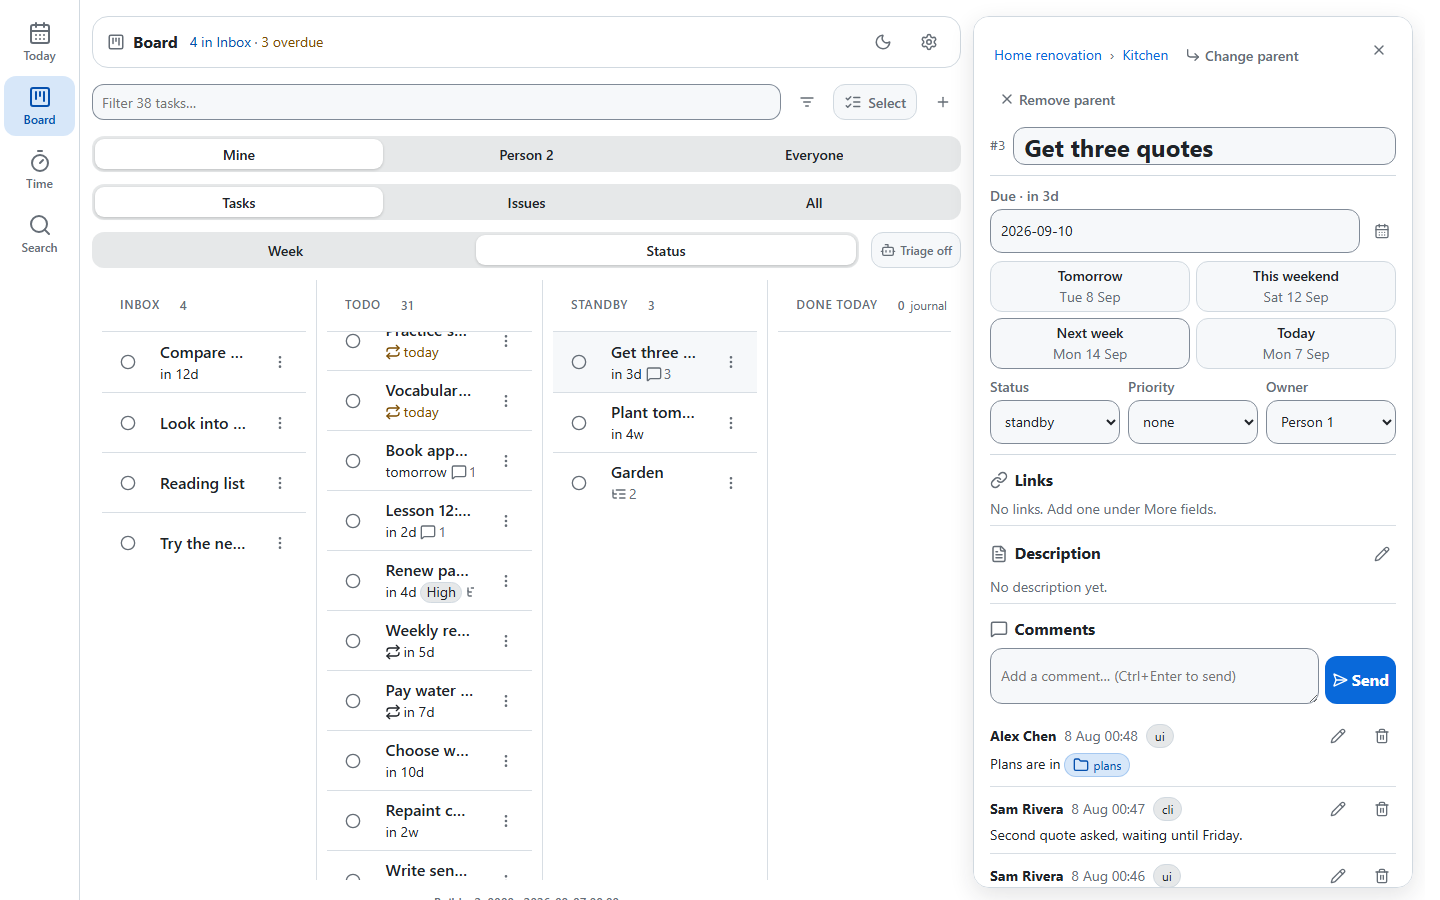 Today
Board
Time
Search
Board 4 in Inbox · 3 overdue
Filter 38 tasks...
Select
Mine Person 2 Everyone
Tasks Issues All
Week Status
Triage off
INBOX 4
Compare ...
in 12d
Look into ...
Reading list
Try the ne...
TODO 31
Practice s...
today
Vocabular...
today
Book app...
tomorrow 1
Lesson 12:...
in 2d 1
Renew pa...
in 4d High
Weekly re...
in 5d
Pay water ...
in 7d
Choose w...
in 10d
Repaint c...
in 2w
Write sen...
STANDBY 3
Get three ...
in 3d 3
Plant tom...
in 4w
Garden
2
DONE TODAY 0 journal
Home renovation › Kitchen Change parent
Remove parent
#3 Get three quotes
Due · in 3d
2026-09-10
Tomorrow
Tue 8 Sep
This weekend
Sat 12 Sep
Next week
Mon 14 Sep
Today
Mon 7 Sep
Status Priority Owner
standby none Person 1
Links
No links. Add one under More fields.
Description
No description yet.
Comments
Add a comment... (Ctrl+Enter to send)
Send
Alex Chen 8 Aug 00:48 ui
Plans are in plans
Sam Rivera 8 Aug 00:47 cli
Second quote asked, waiting until Friday.
Sam Rivera 8 Aug 00:46 ui